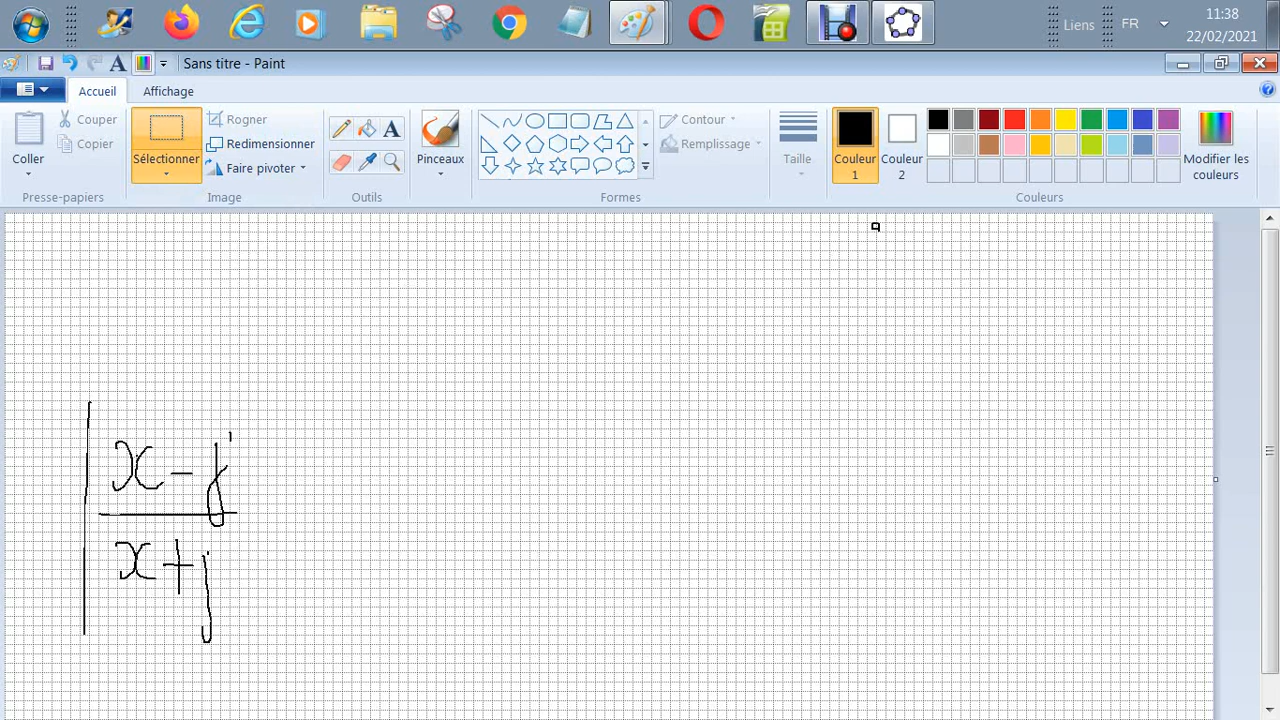 Liens FR 11:38
22/02/2021
Sans titre - Paint
Accueil Affichage
Coller Couper Copier
Sélectionner Rogner Redimensionner Faire pivoter
Pinceaux
Contour Remplissage
Taille
Couleur 1 Couleur 2
Modifier les couleurs
Presse-papiers Image Outils Formes Couleurs
x - j
x + j